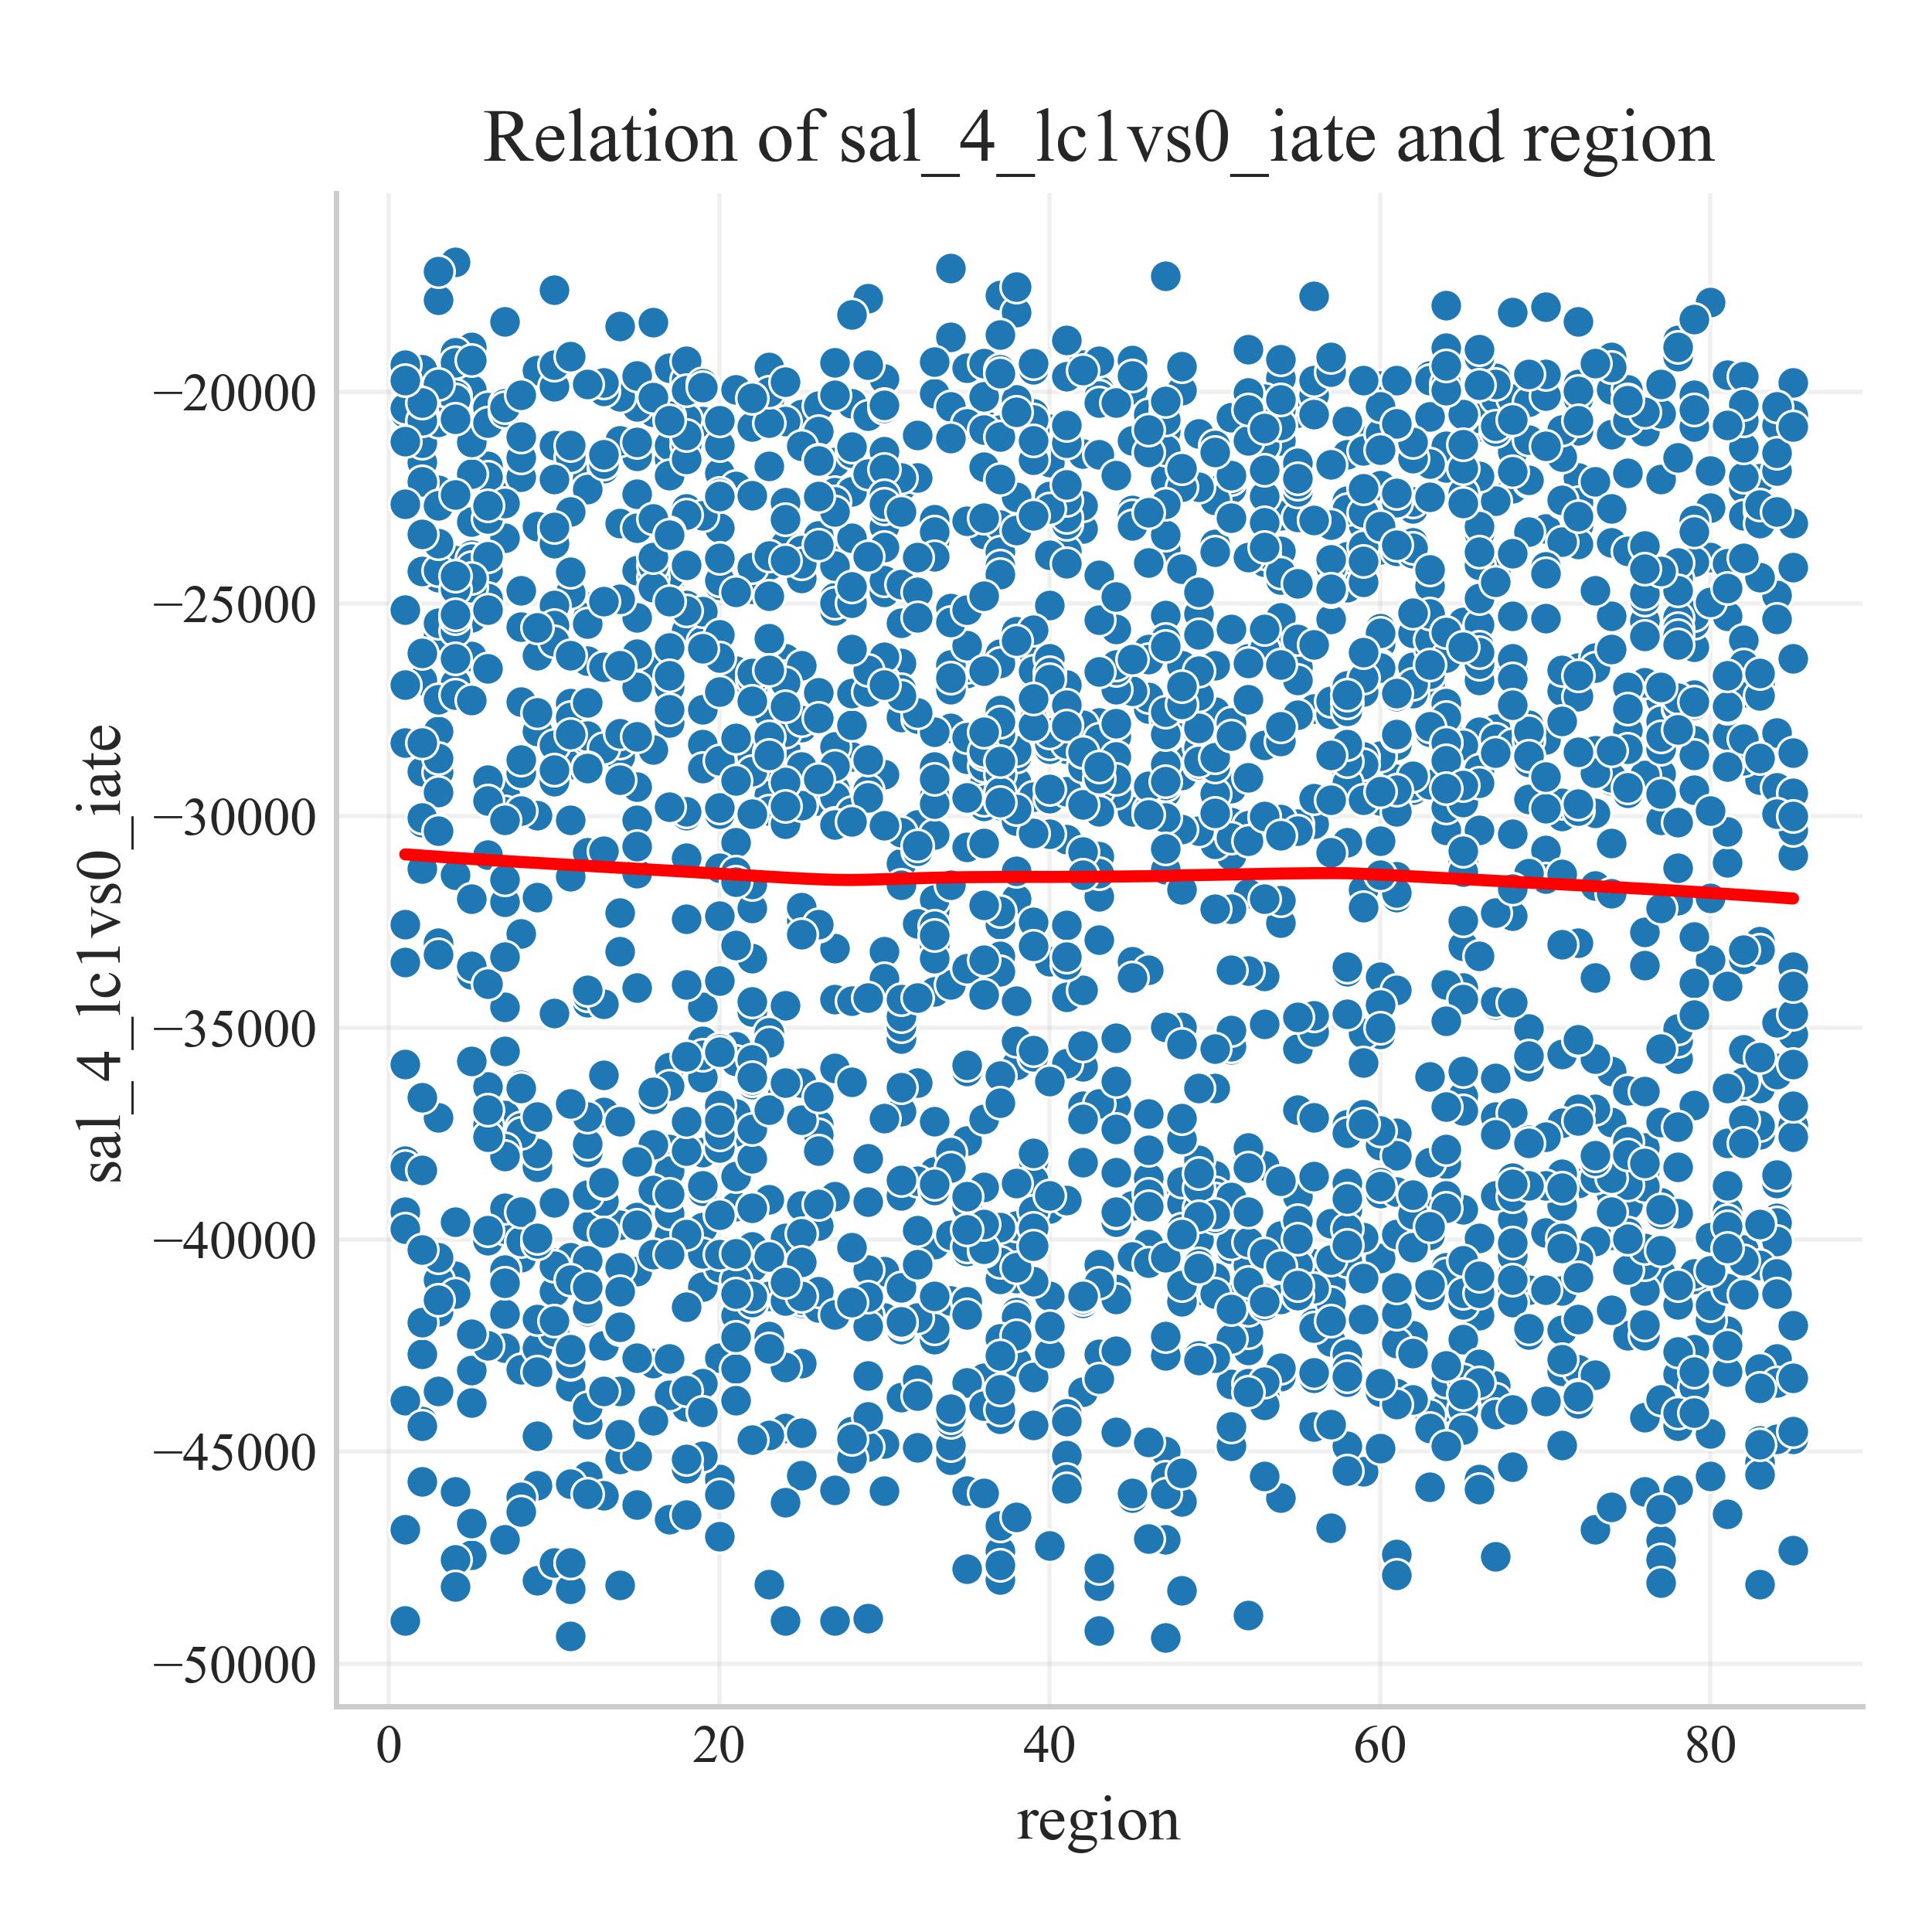 Relation of sal_4_lc1vs0_iate and region
sal_4_lc1vs0_iate
−20000
−25000
−30000
−35000
−40000
−45000
−50000
0 20 40 60 80
region